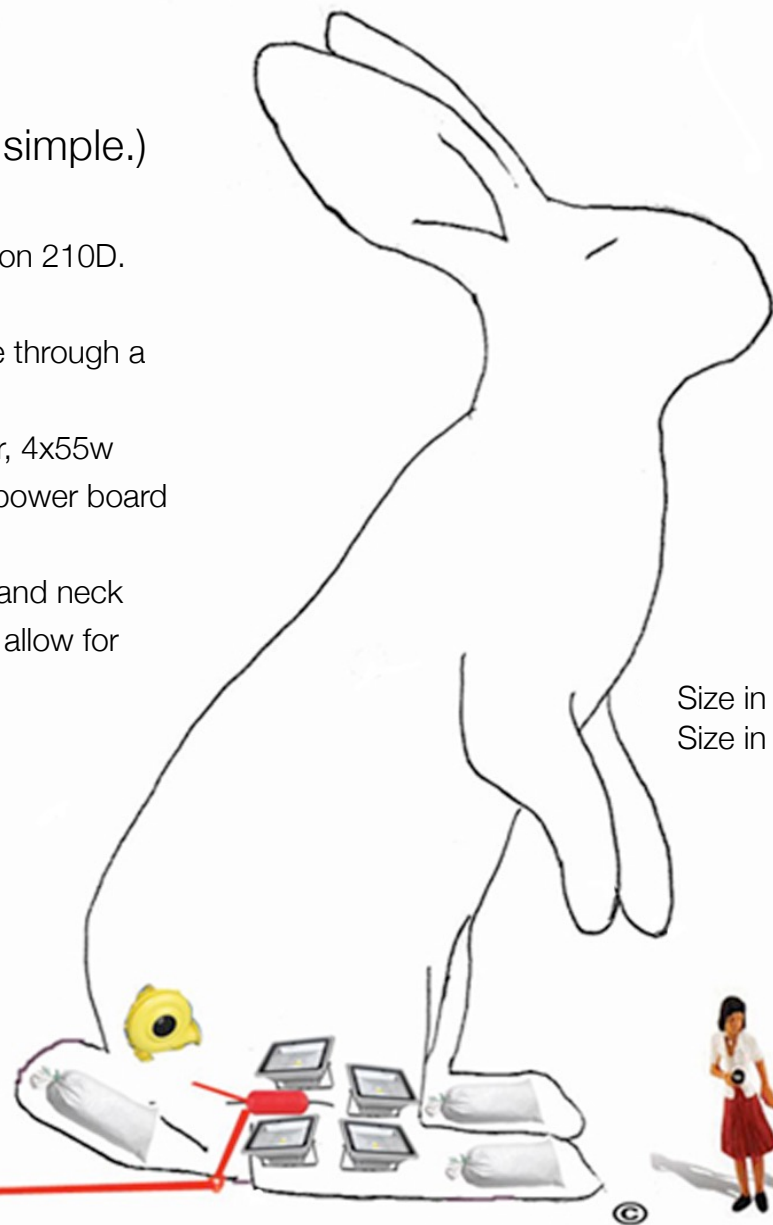 simple.)
on 210D.
e through a
r, 4x55w
power board
and neck
allow for
Size in
Size in
©